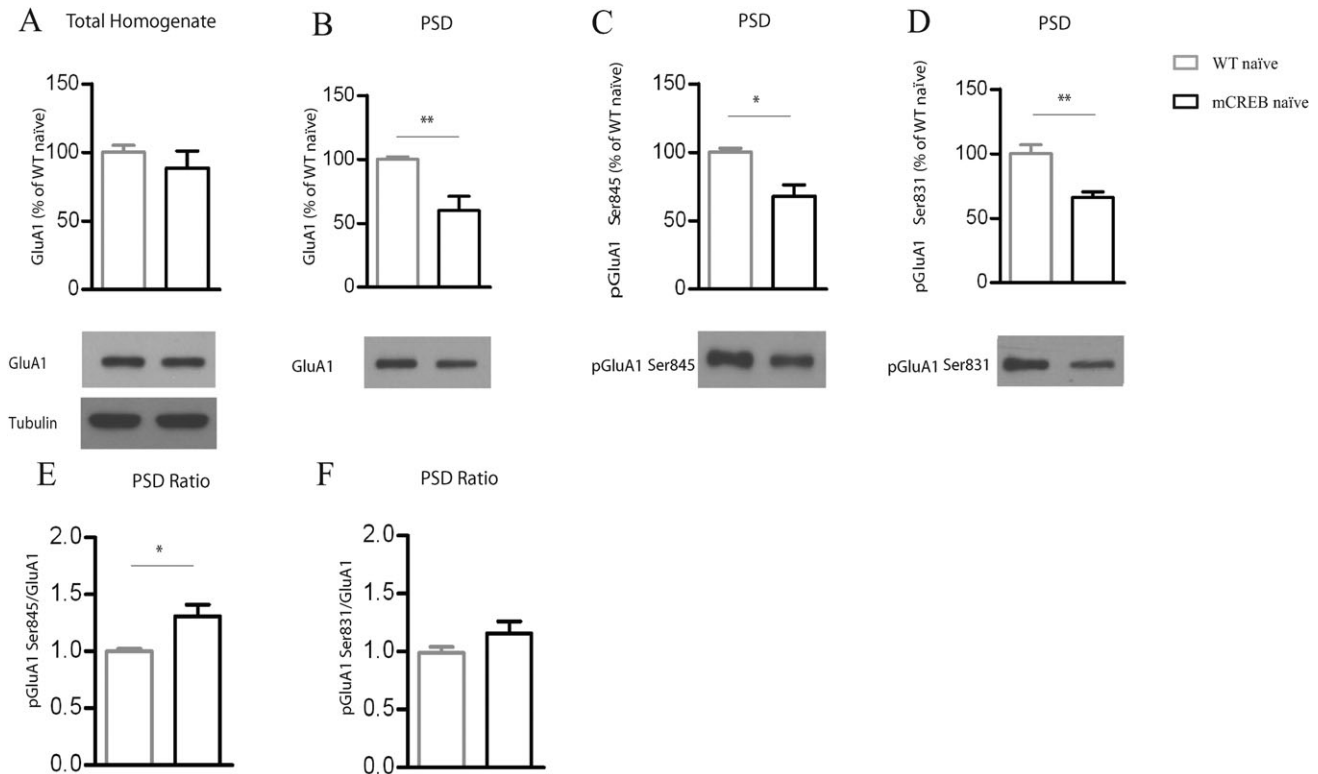 A Total Homogenate
GluA1 (% of WT naïve)
150
100
50
0
GluA1
Tubulin
B PSD
GluA1 (% of WT naïve)
150
100
50
0
**
GluA1
C PSD
pGluA1 Ser845 (% of WT naïve)
150
100
50
0
*
pGluA1 Ser845
D PSD
pGluA1 Ser831 (% of WT naïve)
150
100
50
0
**
pGluA1 Ser831
WT naïve
mCREB naïve
E PSD Ratio
pGluA1 Ser845/GluA1
2.0
1.5
1.0
0.5
0.0
*
F PSD Ratio
pGluA1 Ser831/GluA1
2.0
1.5
1.0
0.5
0.0